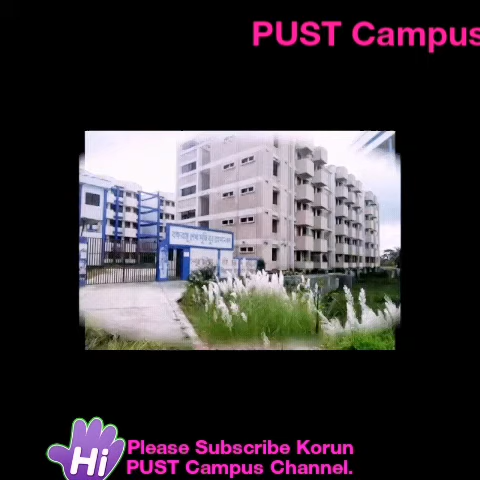 PUST Campus
Hi
Please Subscribe Korun
PUST Campus Channel.